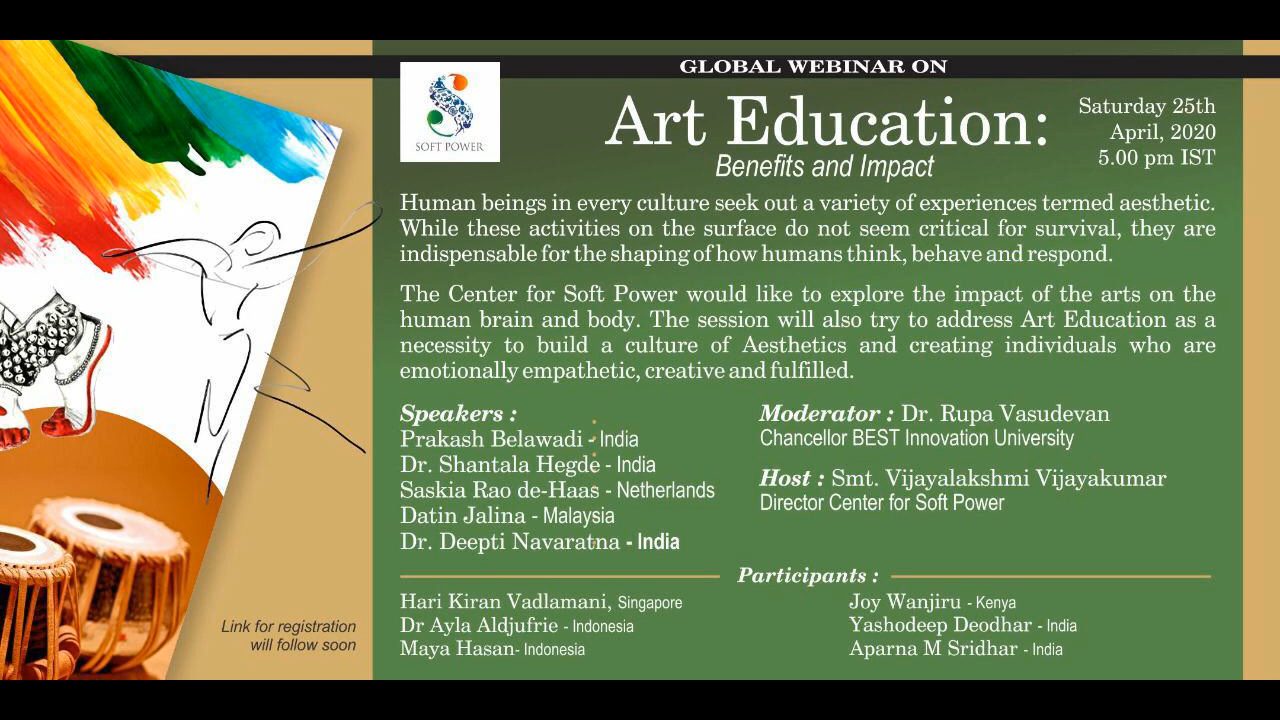 GLOBAL WEBINAR ON
SOFT POWER
Art Education:
Benefits and Impact
Saturday 25th
April, 2020
5.00 pm IST
Human beings in every culture seek out a variety of experiences termed aesthetic.
While these activities on the surface do not seem critical for survival, they are
indispensable for the shaping of how humans think, behave and respond.
The Center for Soft Power would like to explore the impact of the arts on the
human brain and body. The session will also try to address Art Education as a
necessity to build a culture of Aesthetics and creating individuals who are
emotionally empathetic, creative and fulfilled.
Speakers :
Prakash Belawadi - India
Dr. Shantala Hegde - India
Saskia Rao de-Haas - Netherlands
Datin Jalina - Malaysia
Dr. Deepti Navaratna - India
Moderator : Dr. Rupa Vasudevan
Chancellor BEST Innovation University
Host : Smt. Vijayalakshmi Vijayakumar
Director Center for Soft Power
Participants :
Hari Kiran Vadlamani, Singapore
Dr Ayla Aldjufrie - Indonesia
Maya Hasan- Indonesia
Joy Wanjiru - Kenya
Yashodeep Deodhar - India
Aparna M Sridhar - India
Link for registration
will follow soon